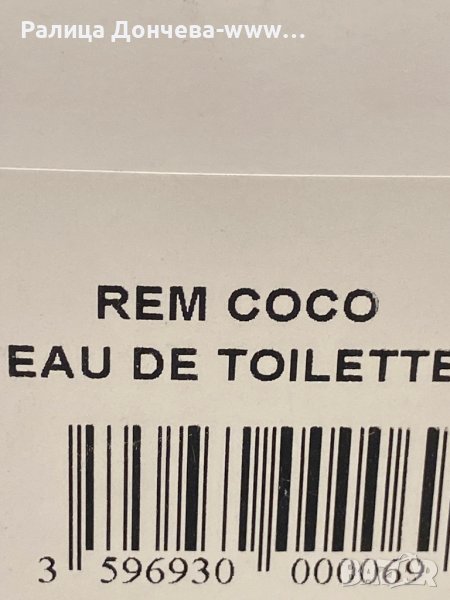 Ралица Дончева-www...
REM COCO
EAU DE TOILETTE
3 596930 000069